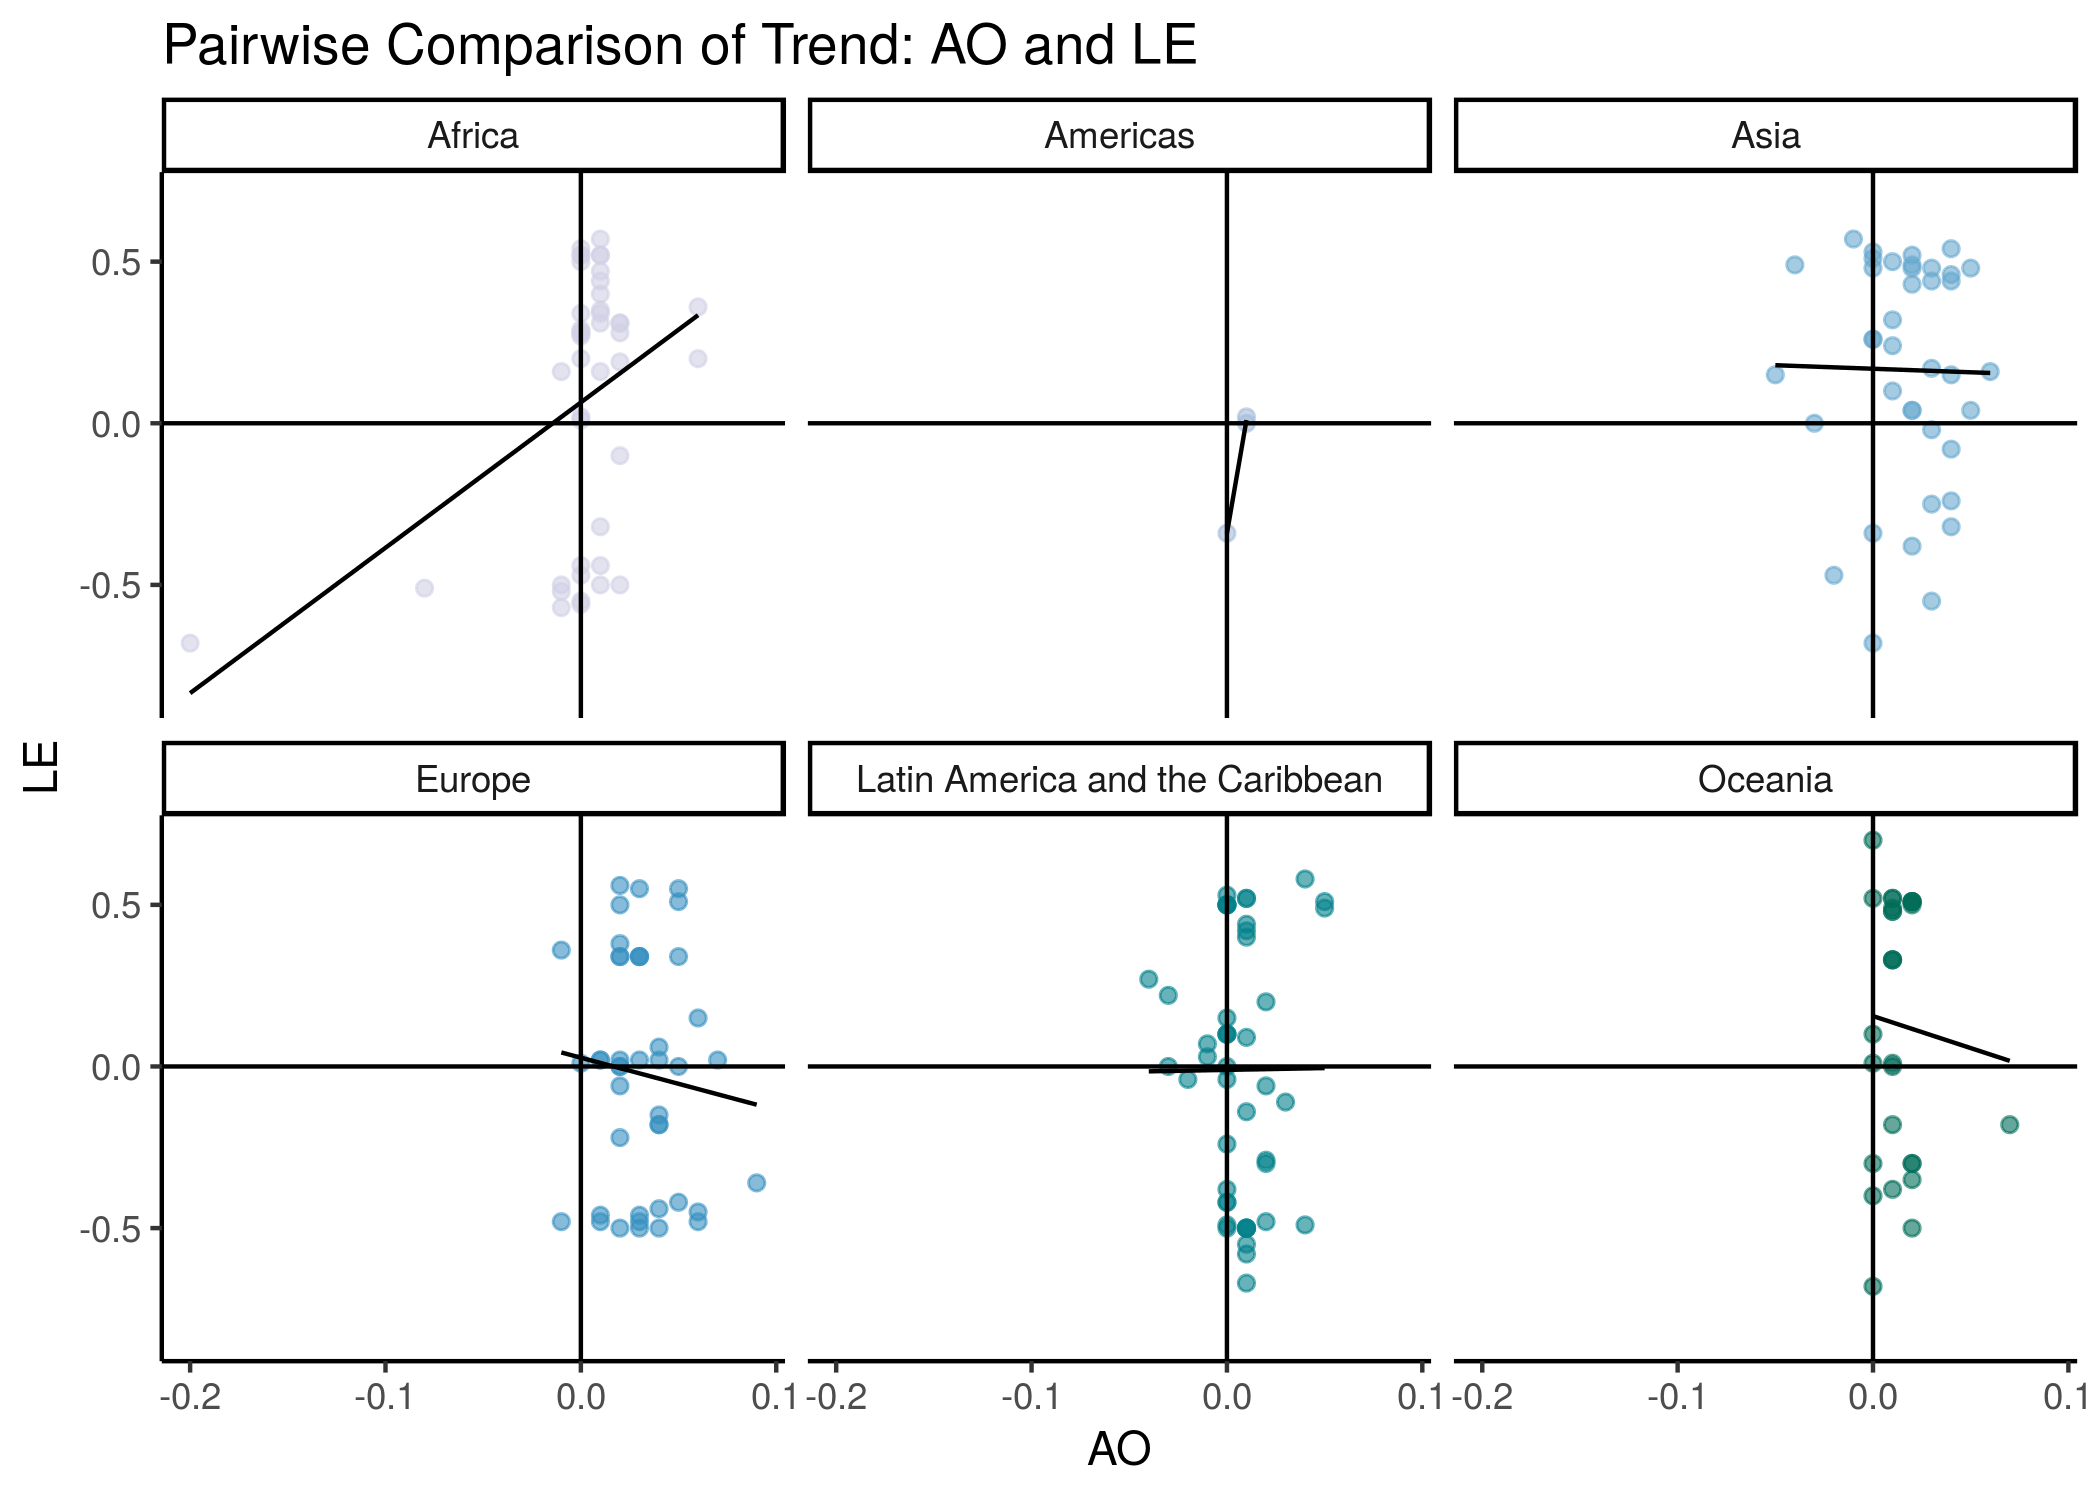 Pairwise Comparison of Trend: AO and LE
Africa
Americas
Asia
0.5
0.0
-0.5
LE
Europe
Latin America and the Caribbean
Oceania
0.5
0.0
-0.5
-0.2 -0.1 0.0 0.1 -0.2 -0.1 0.0 0.1 -0.2 -0.1 0.0 0.1
AO